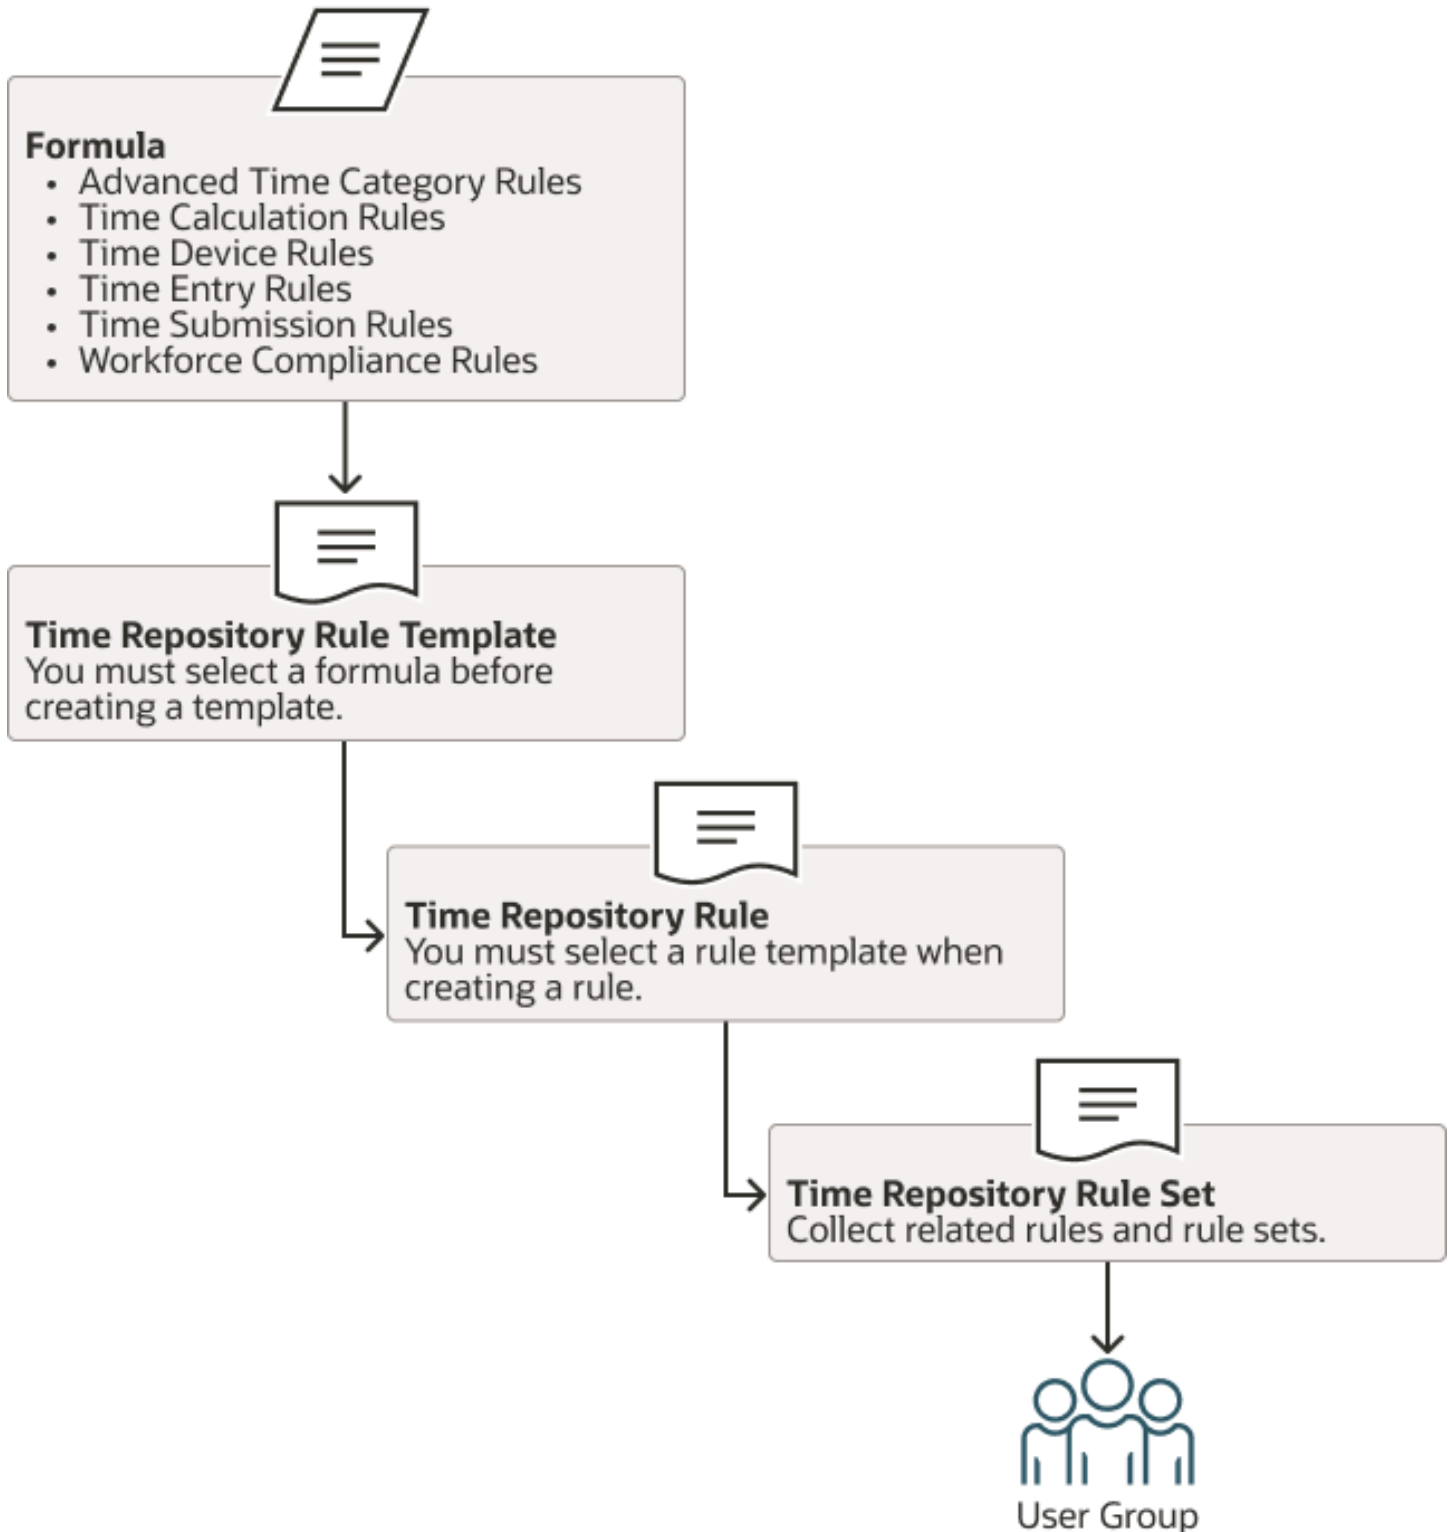 Formula
• Advanced Time Category Rules
• Time Calculation Rules
• Time Device Rules
• Time Entry Rules
• Time Submission Rules
• Workforce Compliance Rules
Time Repository Rule Template
You must select a formula before
creating a template.
Time Repository Rule
You must select a rule template when
creating a rule.
Time Repository Rule Set
Collect related rules and rule sets.
User Group